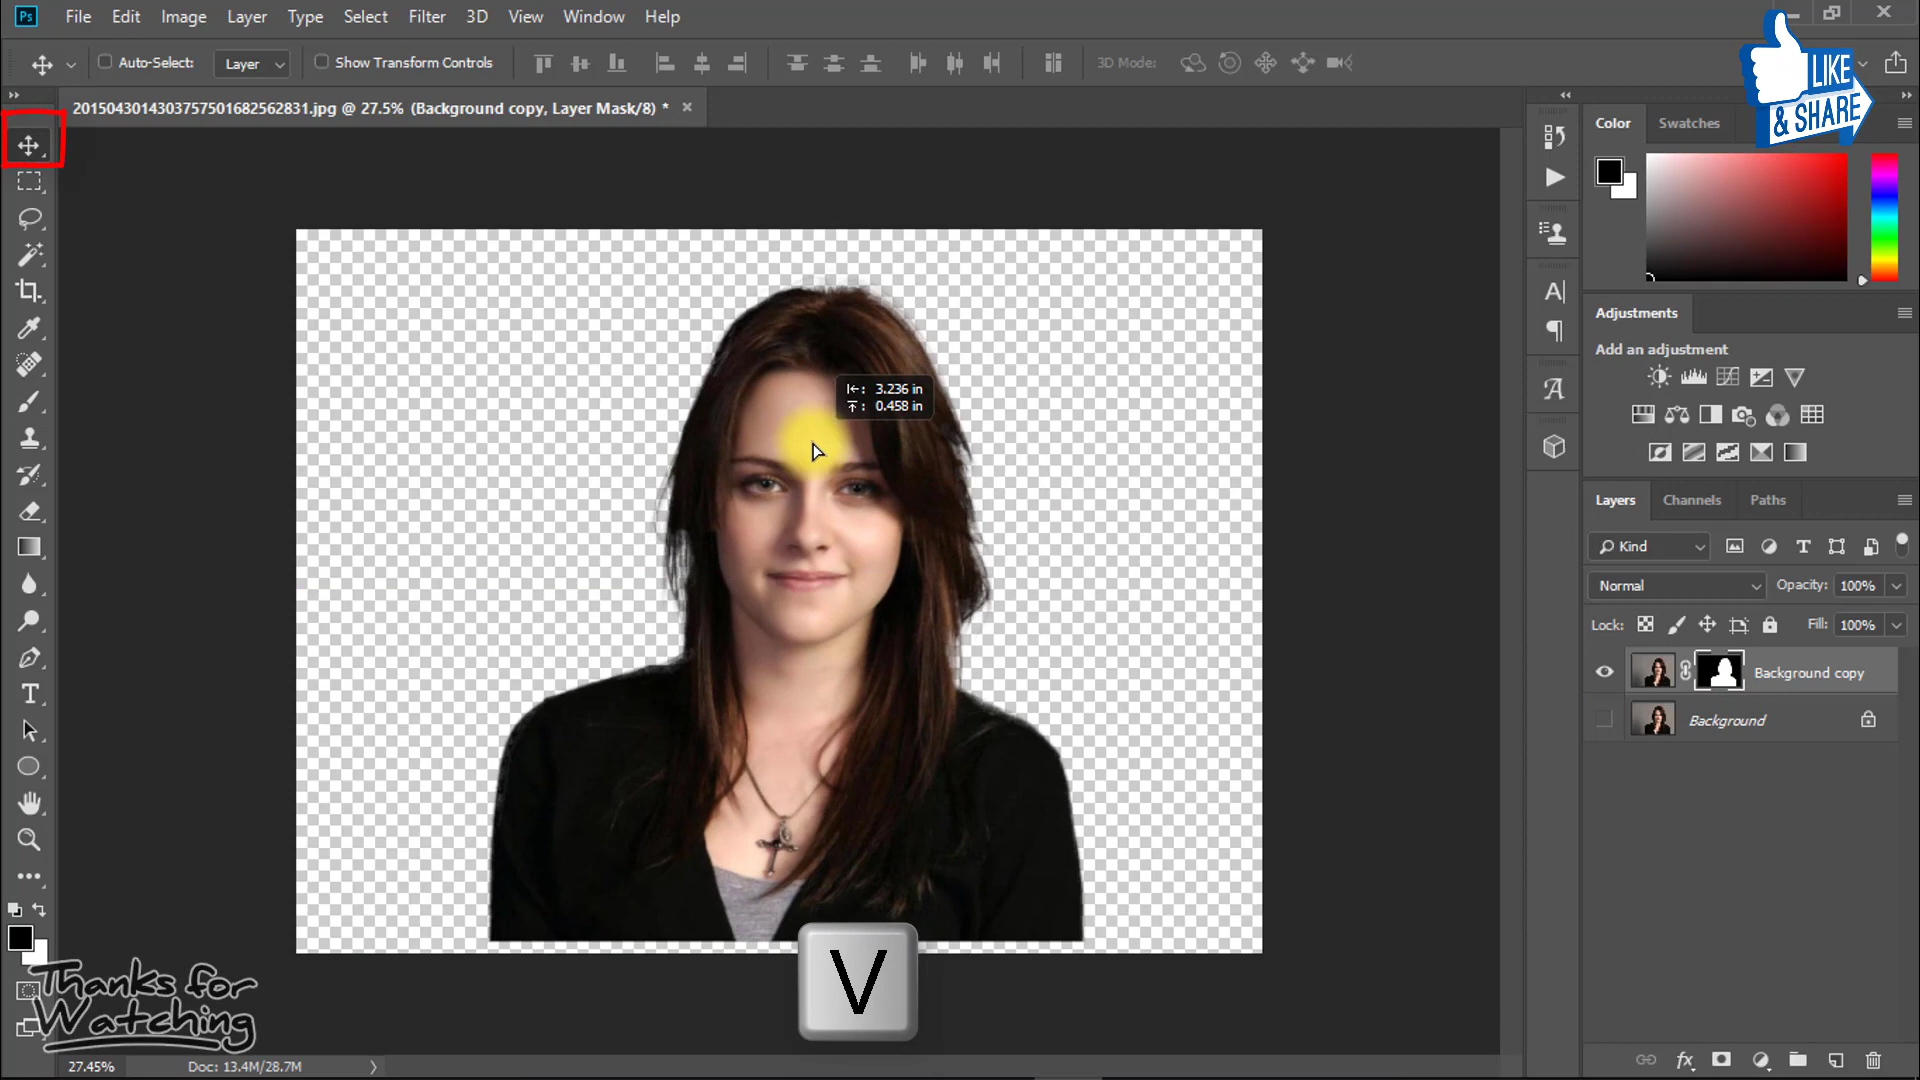 Ps File Edit Image Layer Type Select Filter 3D View Window Help
Auto-Select: Layer Show Transform Controls 3D Mode:
LIKE
& SHARE
2015043014303757501682562831.jpg @ 27.5% (Background copy, Layer Mask/8) *
Color Swatches
Adjustments
Add an adjustment
3.236 in
0.458 in
Layers Channels Paths
Kind
Normal Opacity: 100%
Lock: Fill: 100%
Background copy
Background
V
Thanks for
Watching
27.45% Doc: 13.4M/28.7M